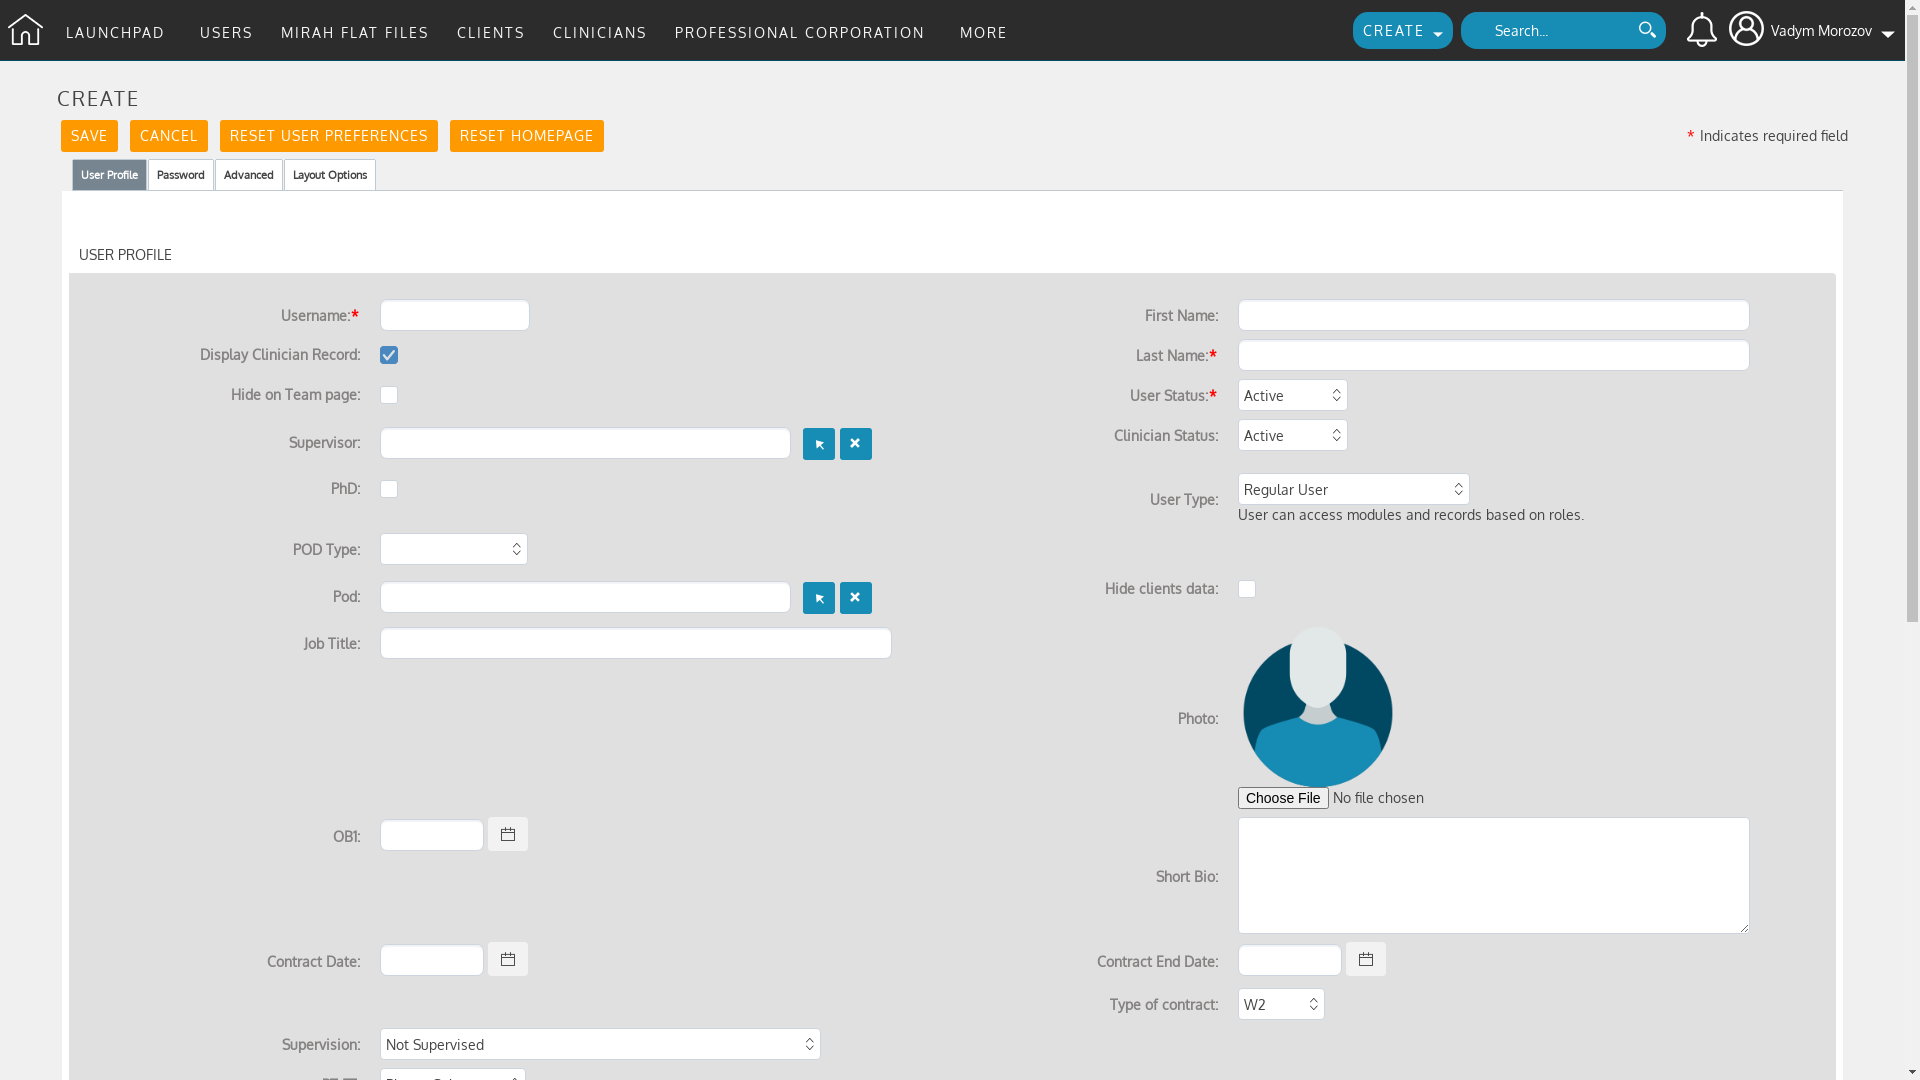 LAUNCHPAD USERS MIRAH FLAT FILES CLIENTS CLINICIANS PROFESSIONAL CORPORATION MORE CREATE Search... Vadym Morozov
CREATE
SAVE CANCEL RESET USER PREFERENCES RESET HOMEPAGE * Indicates required field
User Profile Password Advanced Layout Options
USER PROFILE
Username:* First Name:
Display Clinician Record: Last Name:*
Hide on Team page: User Status:* Active
Supervisor: Clinician Status: Active
PhD: User Type: Regular User
User can access modules and records based on roles.
POD Type:
Pod: Hide clients data:
Job Title:
Photo:
Choose File No file chosen
OB1:
Short Bio:
Contract Date: Contract End Date:
Type of contract: W2
Supervision: Not Supervised